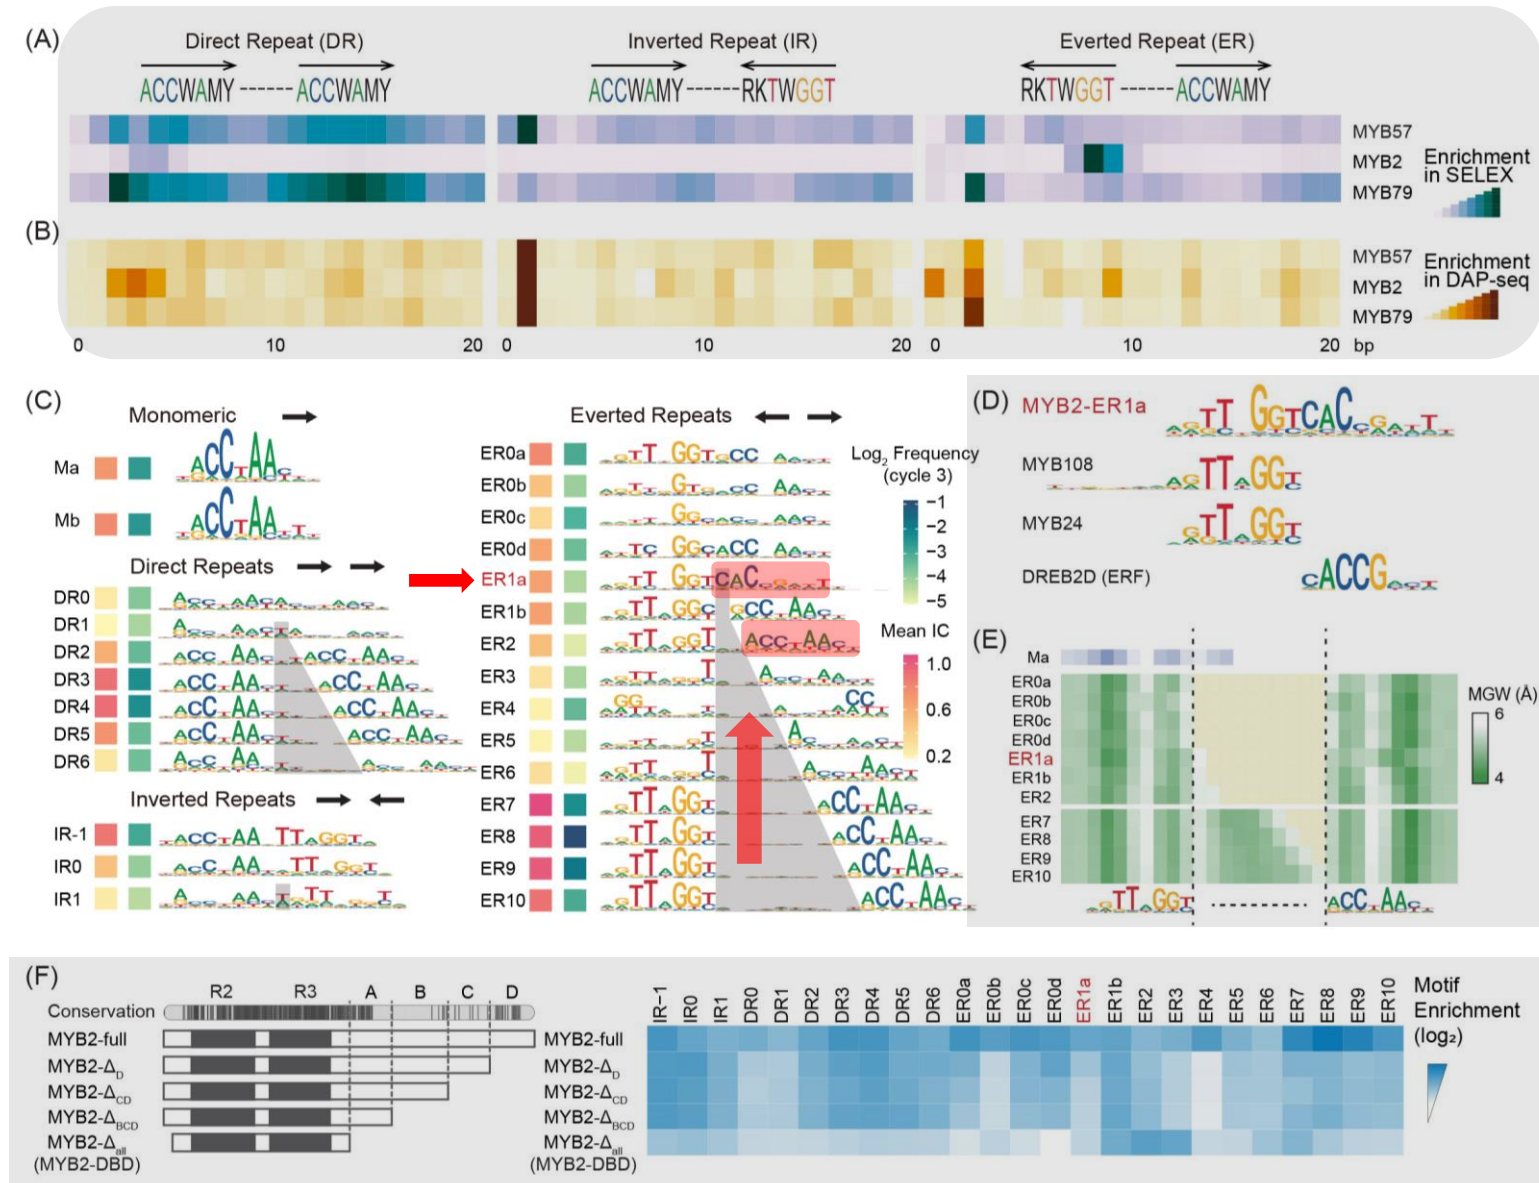 (A)
Direct Repeat (DR)
Inverted Repeat (IR)
Everted Repeat (ER)
ACCWAMY------ACCWAMY
ACCWAMY------RKTWGGT
RKTWGGT------ACCWAMY
MYB57
MYB2
MYB79
Enrichment
in SELEX
(B)
MYB57
MYB2
MYB79
Enrichment
in DAP-seq
0 10 20
0 10 20
0 10 20 bp
(C)
Monomeric
Ma
Mb
Direct Repeats
DR0
DR1
DR2
DR3
DR4
DR5
DR6
Inverted Repeats
IR-1
IR0
IR1
Everted Repeats
ER0a
ER0b
ER0c
ER0d
ER1a
ER1b
ER2
ER3
ER4
ER5
ER6
ER7
ER8
ER9
ER10
Log₂ Frequency
(cycle 3)
−1
−2
−3
−4
−5
Mean IC
1.0
0.6
0.2
(D)
MYB2-ER1a
MYB108
MYB24
DREB2D (ERF)
(E)
Ma
ER0a
ER0b
ER0c
ER0d
ER1a
ER1b
ER2
ER7
ER8
ER9
ER10
MGW (Å)
6
4
(F)
R2 R3 A B C D
Conservation
MYB2-full
MYB2-Δ_D
MYB2-Δ_CD
MYB2-Δ_BCD
MYB2-Δ_all
(MYB2-DBD)
IR−1 IR0 IR1 DR0 DR1 DR2 DR3 DR4 DR5 DR6 ER0a ER0b ER0c ER0d ER1a ER1b ER2 ER3 ER4 ER5 ER6 ER7 ER8 ER9 ER10
MYB2-full
MYB2-Δ_D
MYB2-Δ_CD
MYB2-Δ_BCD
MYB2-Δ_all
(MYB2-DBD)
Motif
Enrichment
(log₂)